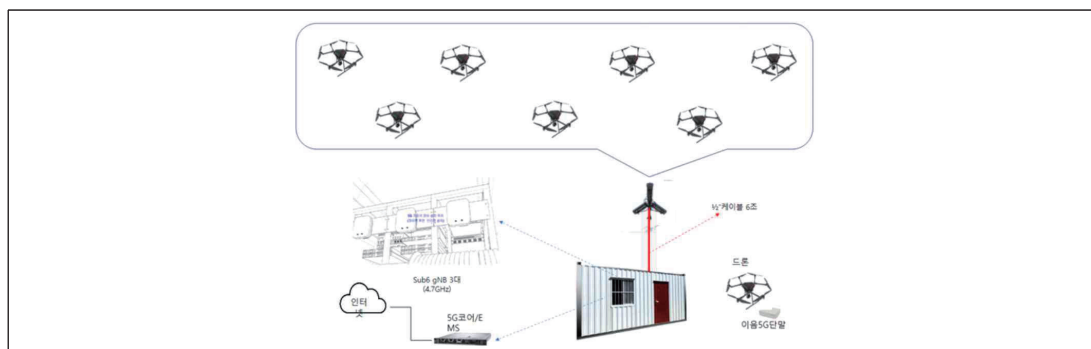 ½"케이블 6조
드론
이음5G단말
Sub6 gNB 3대
(4.7GHz)
인터
넷
5G코어/E
MS